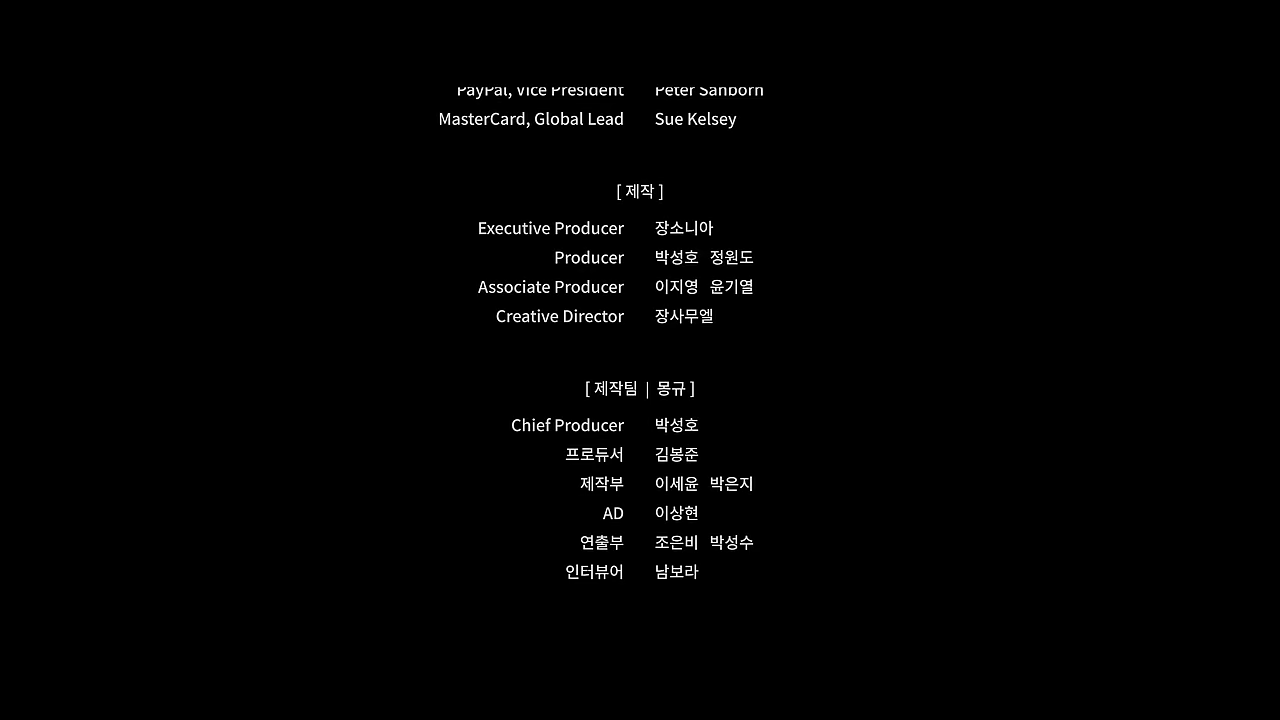 PayPal, Vice President Peter Sanborn
MasterCard, Global Lead Sue Kelsey
[ 제작 ]
Executive Producer 장소니아
Producer 박성호 정원도
Associate Producer 이지영 윤기열
Creative Director 장사무엘
[ 제작팀 | 몽규 ]
Chief Producer 박성호
프로듀서 김봉준
제작부 이세윤 박은지
AD 이상현
연출부 조은비 박성수
인터뷰어 남보라